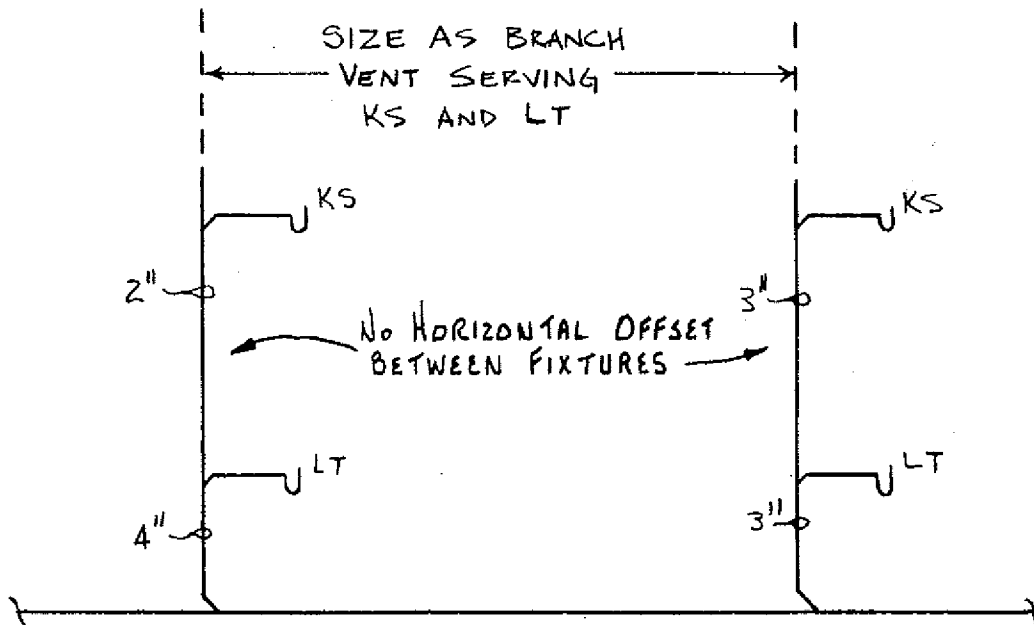 SIZE AS BRANCH
VENT SERVING
KS AND LT
KS
KS
2"
3"
NO HORIZONTAL OFFSET
BETWEEN FIXTURES
LT
LT
4"
3"